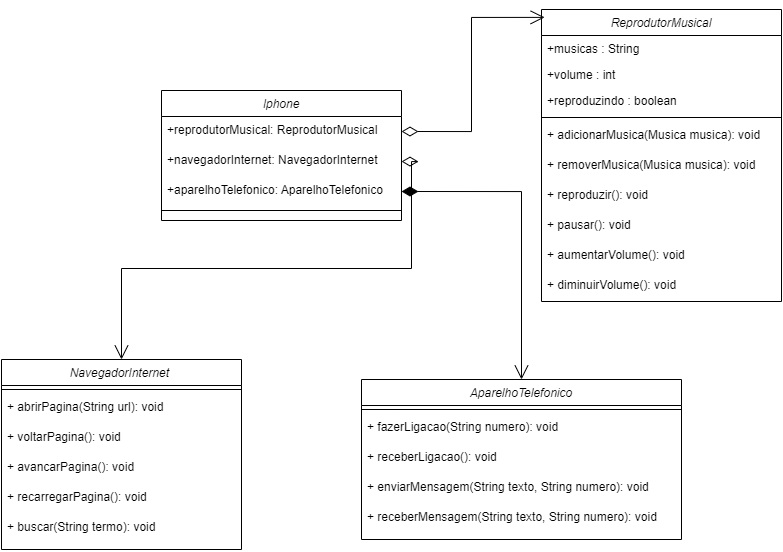 ReprodutorMusical
+musicas : String
+volume : int
+reproduzindo : boolean
+ adicionarMusica(Musica musica): void
+ removerMusica(Musica musica): void
+ reproduzir(): void
+ pausar(): void
+ aumentarVolume(): void
+ diminuirVolume(): void
Iphone
+reprodutorMusical: ReprodutorMusical
+navegadorInternet: NavegadorInternet
+aparelhoTelefonico: AparelhoTelefonico
NavegadorInternet
+ abrirPagina(String url): void
+ voltarPagina(): void
+ avancarPagina(): void
+ recarregarPagina(): void
+ buscar(String termo): void
AparelhoTelefonico
+ fazerLigacao(String numero): void
+ receberLigacao(): void
+ enviarMensagem(String texto, String numero): void
+ receberMensagem(String texto, String numero): void